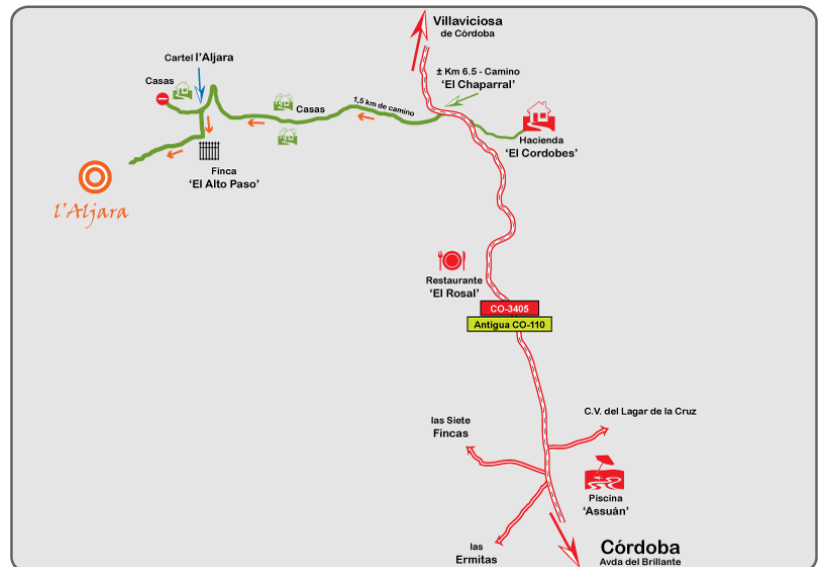 Villaviciosa
de Córdoba
Cartel l'Aljara
Casas
± Km 6.5 - Camino
'El Chaparral'
1,5 km de camino
Casas
Hacienda
'El Cordobes'
Finca
'El Alto Paso'
l'Aljara
Restaurante
'El Rosal'
CO-3405
Antigua CO-110
C.V. del Lagar de la Cruz
las Siete
Fincas
Piscina
'Assuán'
las
Ermitas
Córdoba
Avda del Brillante